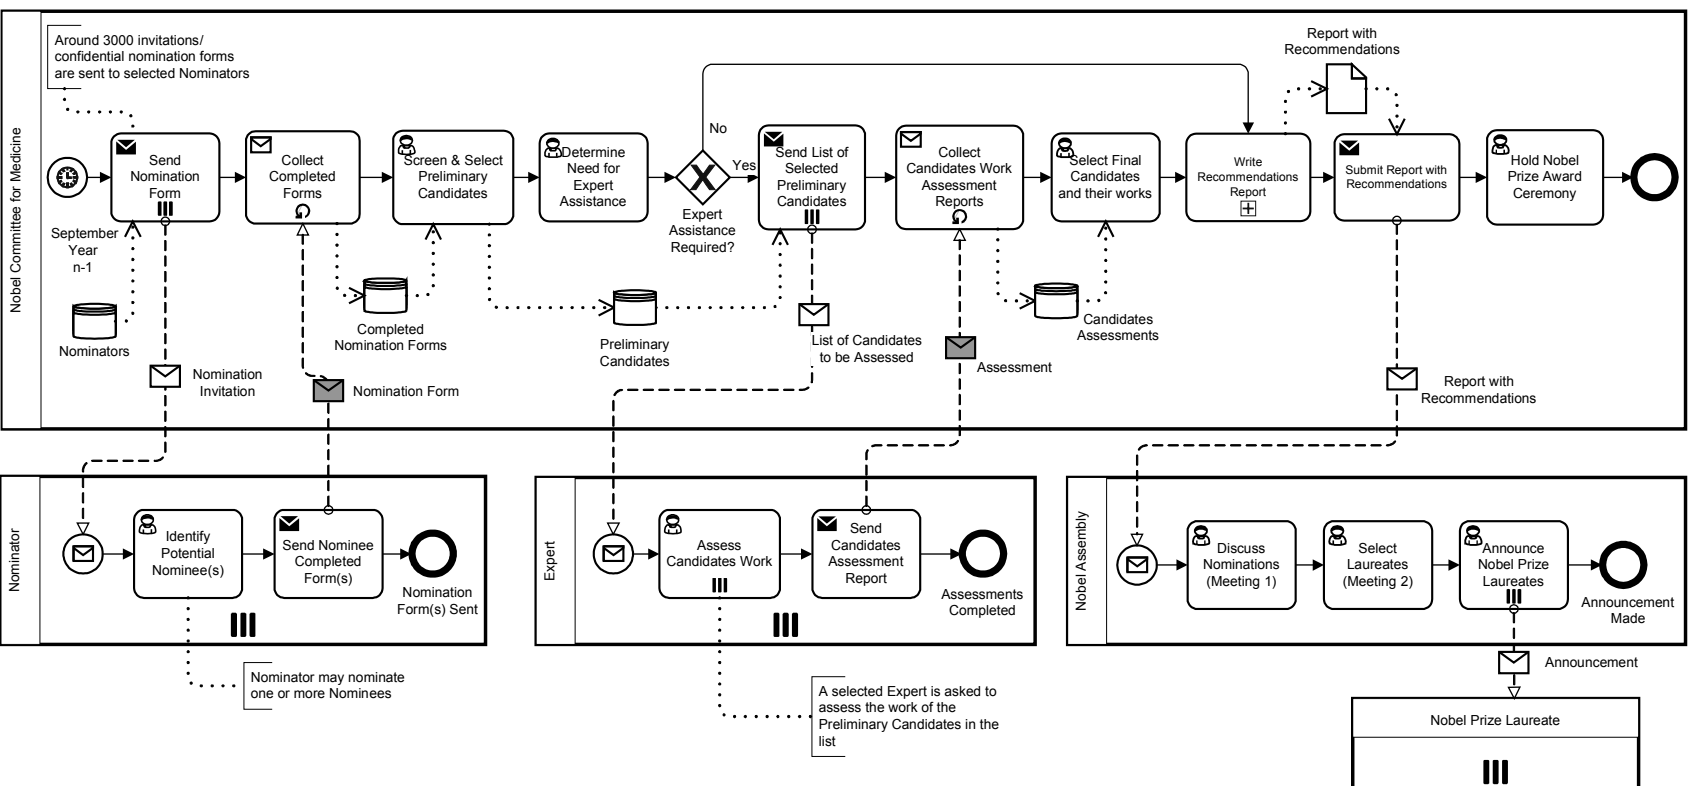 Nobel Committee for Medicine
Around 3000 invitations/
confidential nomination forms
are sent to selected Nominators
September
Year
n-1
Nominators
Send
Nomination
Form
Nomination
Invitation
Collect
Completed
Forms
Completed
Nomination Forms
Nomination Form
Screen & Select
Preliminary
Candidates
Preliminary
Candidates
Determine
Need for
Expert
Assistance
Expert
Assistance
Required?
No
Yes
Send List of
Selected
Preliminary
Candidates
List of Candidates
to be Assessed
Collect
Candidates Work
Assessment
Reports
Assessment
Candidates
Assessments
Select Final
Candidates
and their works
Write
Recommendations
Report
Report with
Recommendations
Submit Report with
Recommendations
Report with
Recommendations
Hold Nobel
Prize Award
Ceremony
Nominator
Identify
Potential
Nominee(s)
Send Nominee
Completed
Form(s)
Nomination
Form(s) Sent
Nominator may nominate
one or more Nominees
Expert
Assess
Candidates Work
Send
Candidates
Assessment
Report
Assessments
Completed
A selected Expert is asked to
assess the work of the
Preliminary Candidates in the
list
Nobel Assembly
Discuss
Nominations
(Meeting 1)
Select
Laureates
(Meeting 2)
Announce
Nobel Prize
Laureates
Announcement
Made
Announcement
Nobel Prize Laureate